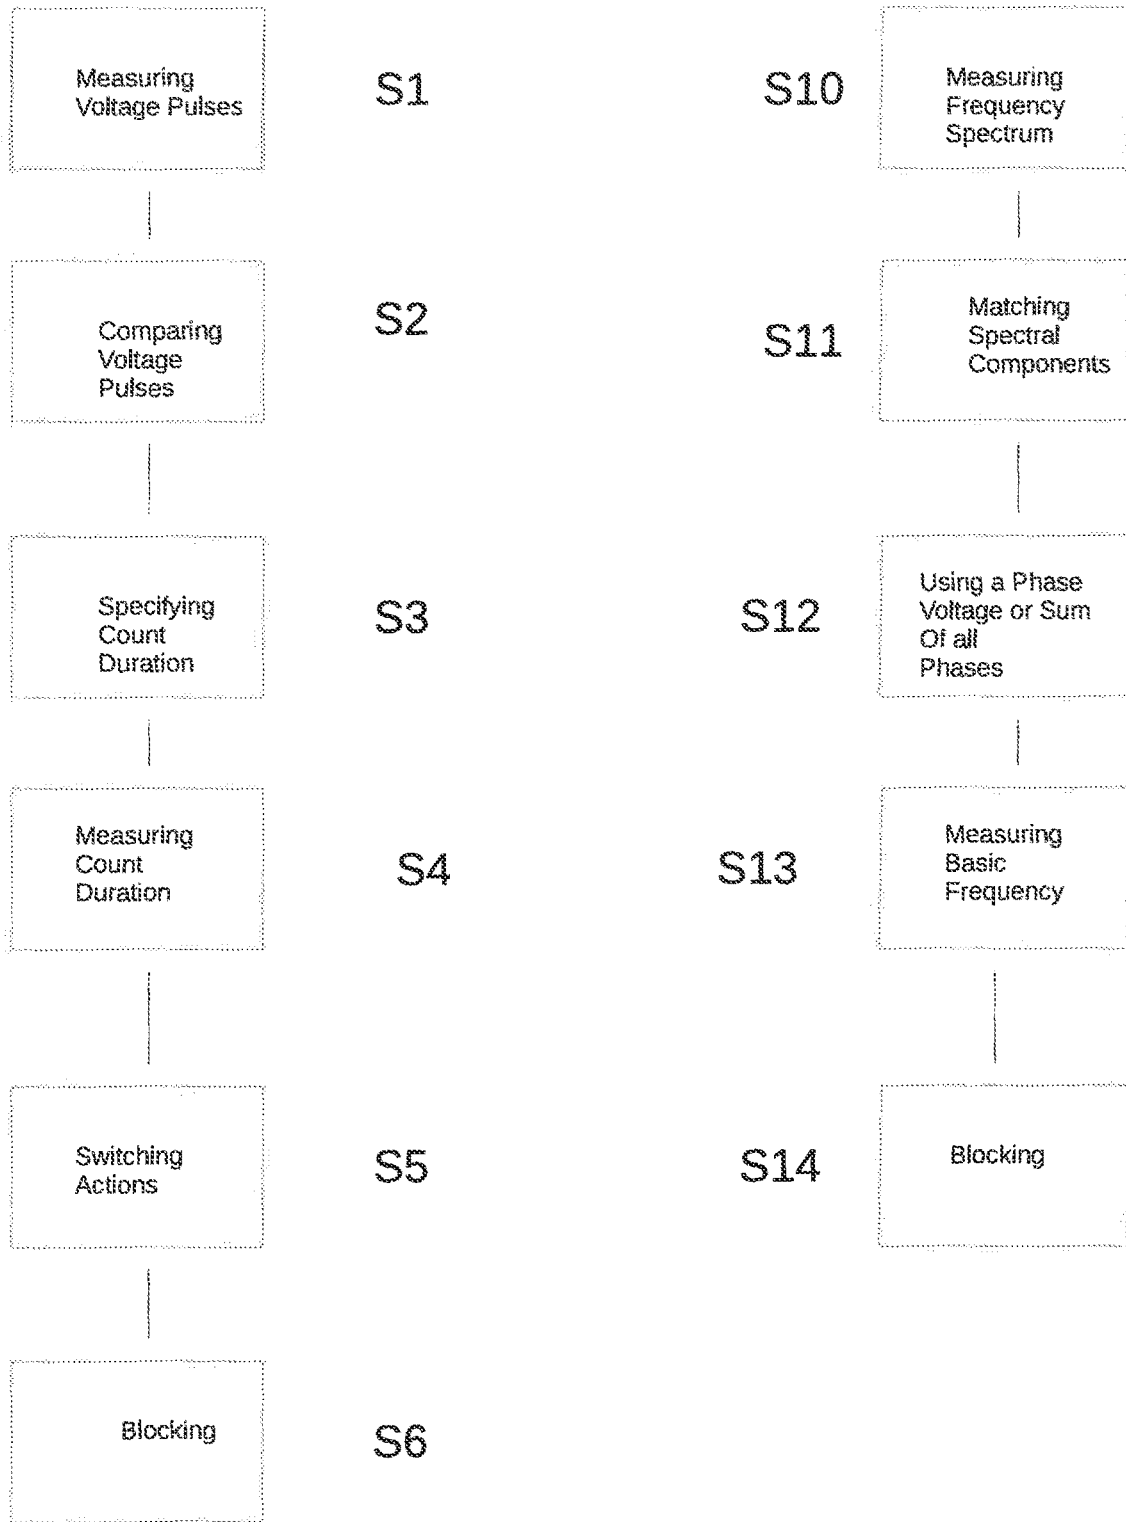 Measuring
Voltage Pulses
S1
Comparing
Voltage
Pulses
S2
Specifying
Count
Duration
S3
Measuring
Count
Duration
S4
Switching
Actions
S5
Blocking
S6
S10
Measuring
Frequency
Spectrum
S11
Matching
Spectral
Components
S12
Using a Phase
Voltage or Sum
Of all
Phases
S13
Measuring
Basic
Frequency
S14
Blocking